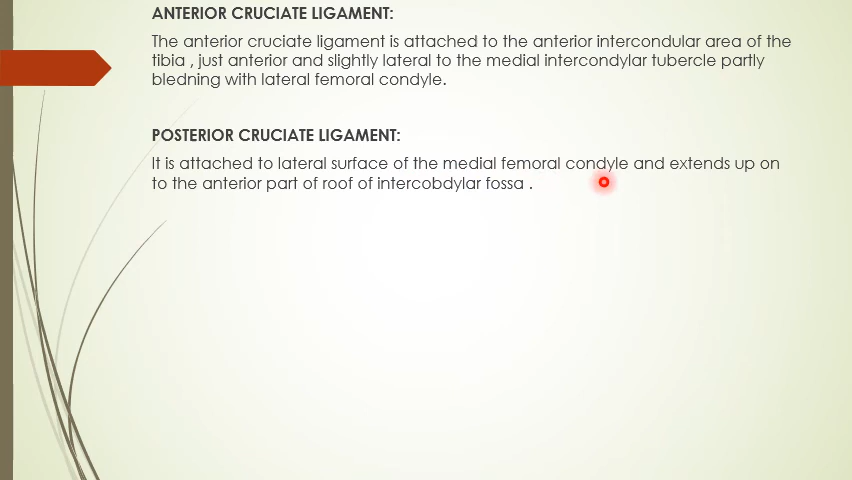 ANTERIOR CRUCIATE LIGAMENT:
The anterior cruciate ligament is attached to the anterior intercondular area of the
tibia , just anterior and slightly lateral to the medial intercondylar tubercle partly
bledning with lateral femoral condyle.
POSTERIOR CRUCIATE LIGAMENT:
It is attached to lateral surface of the medial femoral condyle and extends up on
to the anterior part of roof of intercobdylar fossa .